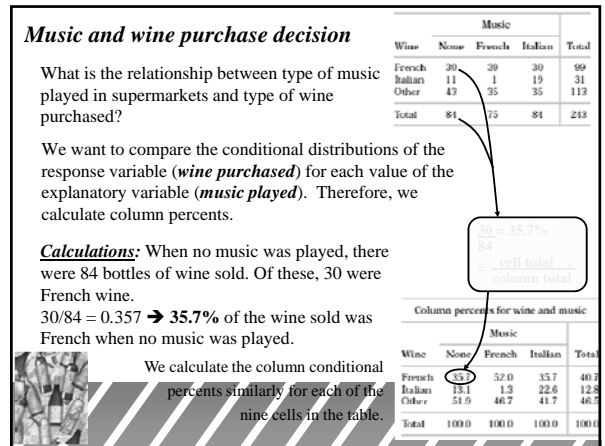 Music and wine purchase decision
What is the relationship between type of music
played in supermarkets and type of wine
purchased?
We want to compare the conditional distributions of the
response variable (wine purchased) for each value of the
explanatory variable (music played). Therefore, we
calculate column percents.
Calculations: When no music was played, there
were 84 bottles of wine sold. Of these, 30 were
French wine.
30/84 = 0.357 ➔ 35.7% of the wine sold was
French when no music was played.
We calculate the column conditional
percents similarly for each of the
nine cells in the table.
Music
Wine None French Italian Total
French 30 39 30 99
Italian 11 1 19 31
Other 43 35 35 113
Total 84 75 84 243
30 = 35.7%
84
= cell total .
column total
Column percents for wine and music
Music
Wine None French Italian Total
French 35.7 52.0 35.7 40.7
Italian 13.1 1.3 22.6 12.8
Other 51.9 46.7 41.7 46.5
Total 100.0 100.0 100.0 100.0